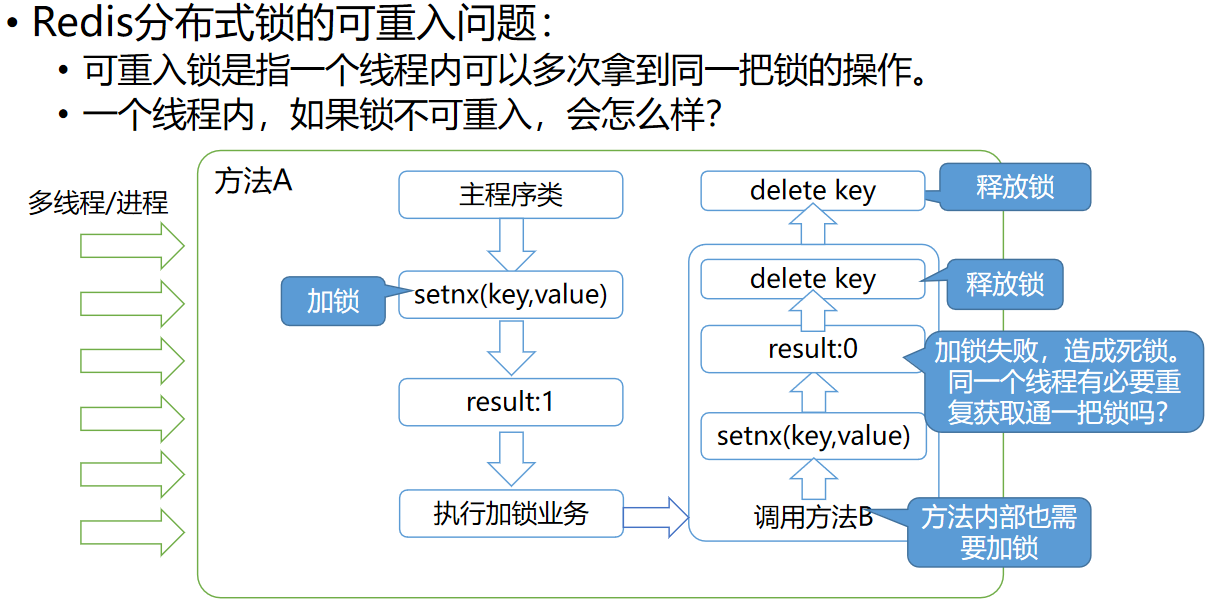 • Redis分布式锁的可重入问题：
• 可重入锁是指一个线程内可以多次拿到同一把锁的操作。
• 一个线程内，如果锁不可重入，会怎么样？
多线程/进程
方法A
主程序类
加锁
setnx(key,value)
result:1
执行加锁业务
调用方法B
方法内部也需
要加锁
setnx(key,value)
result:0
加锁失败，造成死锁。
同一个线程有必要重
复获取通一把锁吗？
delete key
释放锁
delete key
释放锁